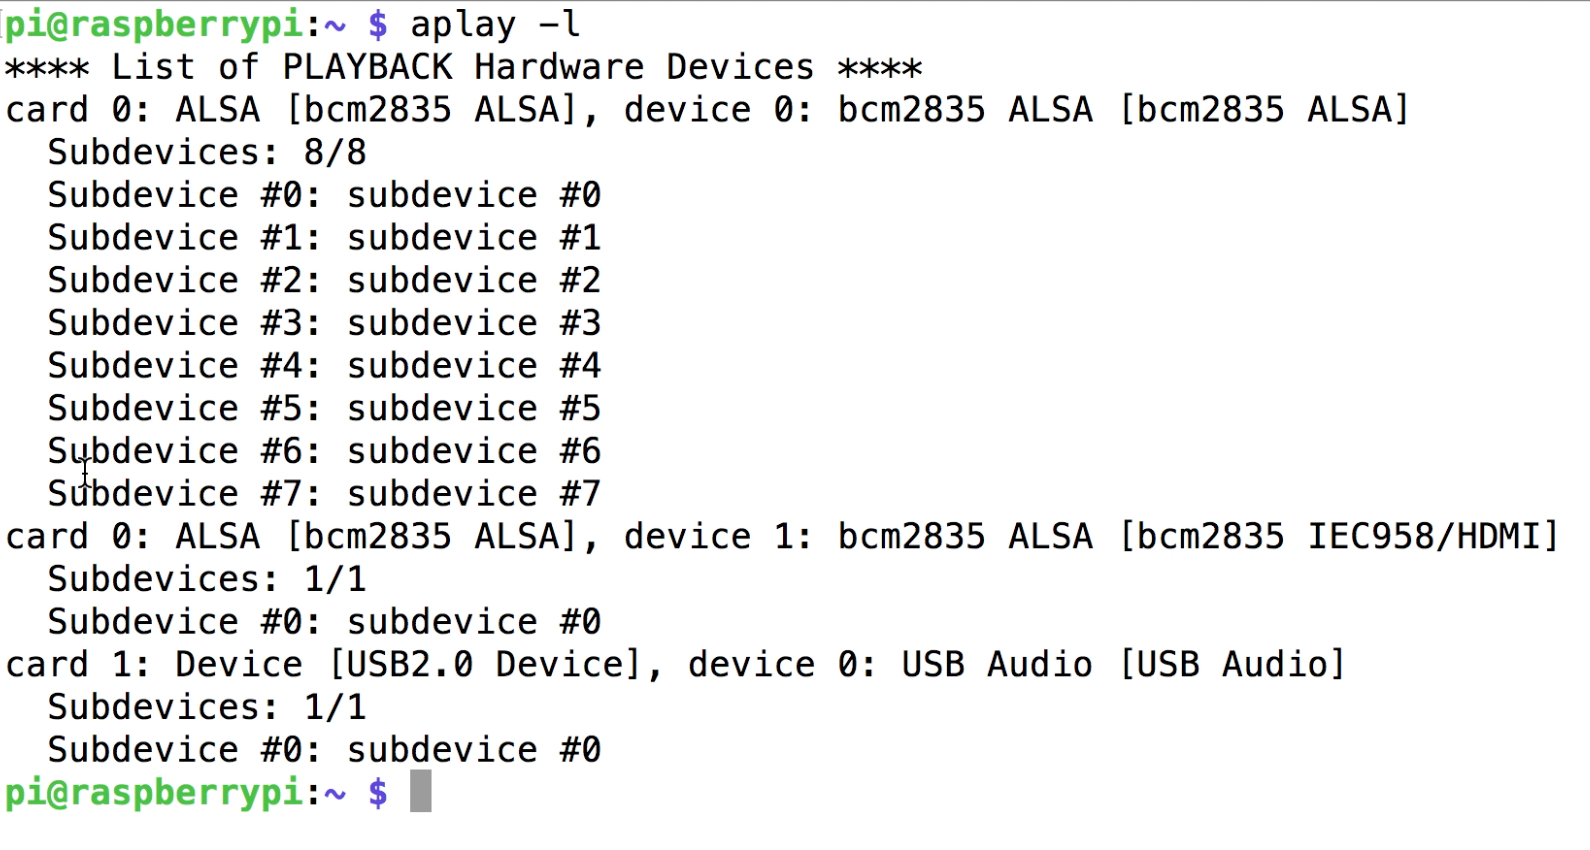 pi@raspberrypi:~ $ aplay -l
**** List of PLAYBACK Hardware Devices ****
card 0: ALSA [bcm2835 ALSA], device 0: bcm2835 ALSA [bcm2835 ALSA]
  Subdevices: 8/8
  Subdevice #0: subdevice #0
  Subdevice #1: subdevice #1
  Subdevice #2: subdevice #2
  Subdevice #3: subdevice #3
  Subdevice #4: subdevice #4
  Subdevice #5: subdevice #5
  Subdevice #6: subdevice #6
  Subdevice #7: subdevice #7
card 0: ALSA [bcm2835 ALSA], device 1: bcm2835 ALSA [bcm2835 IEC958/HDMI]
  Subdevices: 1/1
  Subdevice #0: subdevice #0
card 1: Device [USB2.0 Device], device 0: USB Audio [USB Audio]
  Subdevices: 1/1
  Subdevice #0: subdevice #0
pi@raspberrypi:~ $